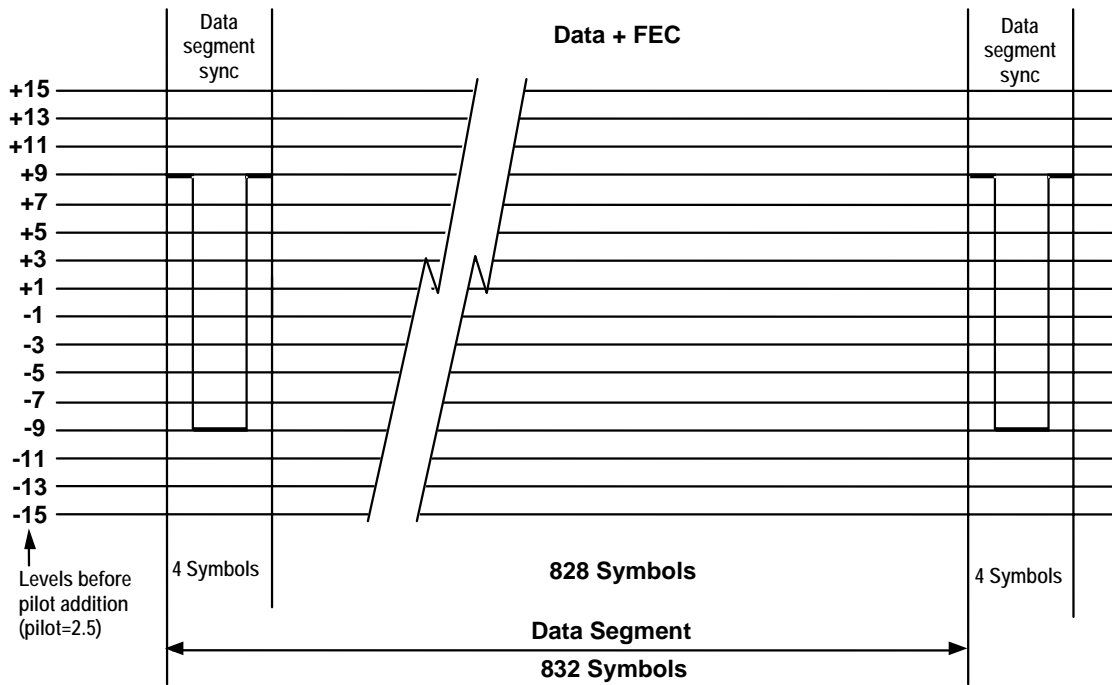 Data
segment
sync
Data + FEC
Data
segment
sync
+15
+13
+11
+9
+7
+5
+3
+1
-1
-3
-5
-7
-9
-11
-13
-15
Levels before
pilot addition
(pilot=2.5)
4 Symbols
828 Symbols
4 Symbols
Data Segment
832 Symbols